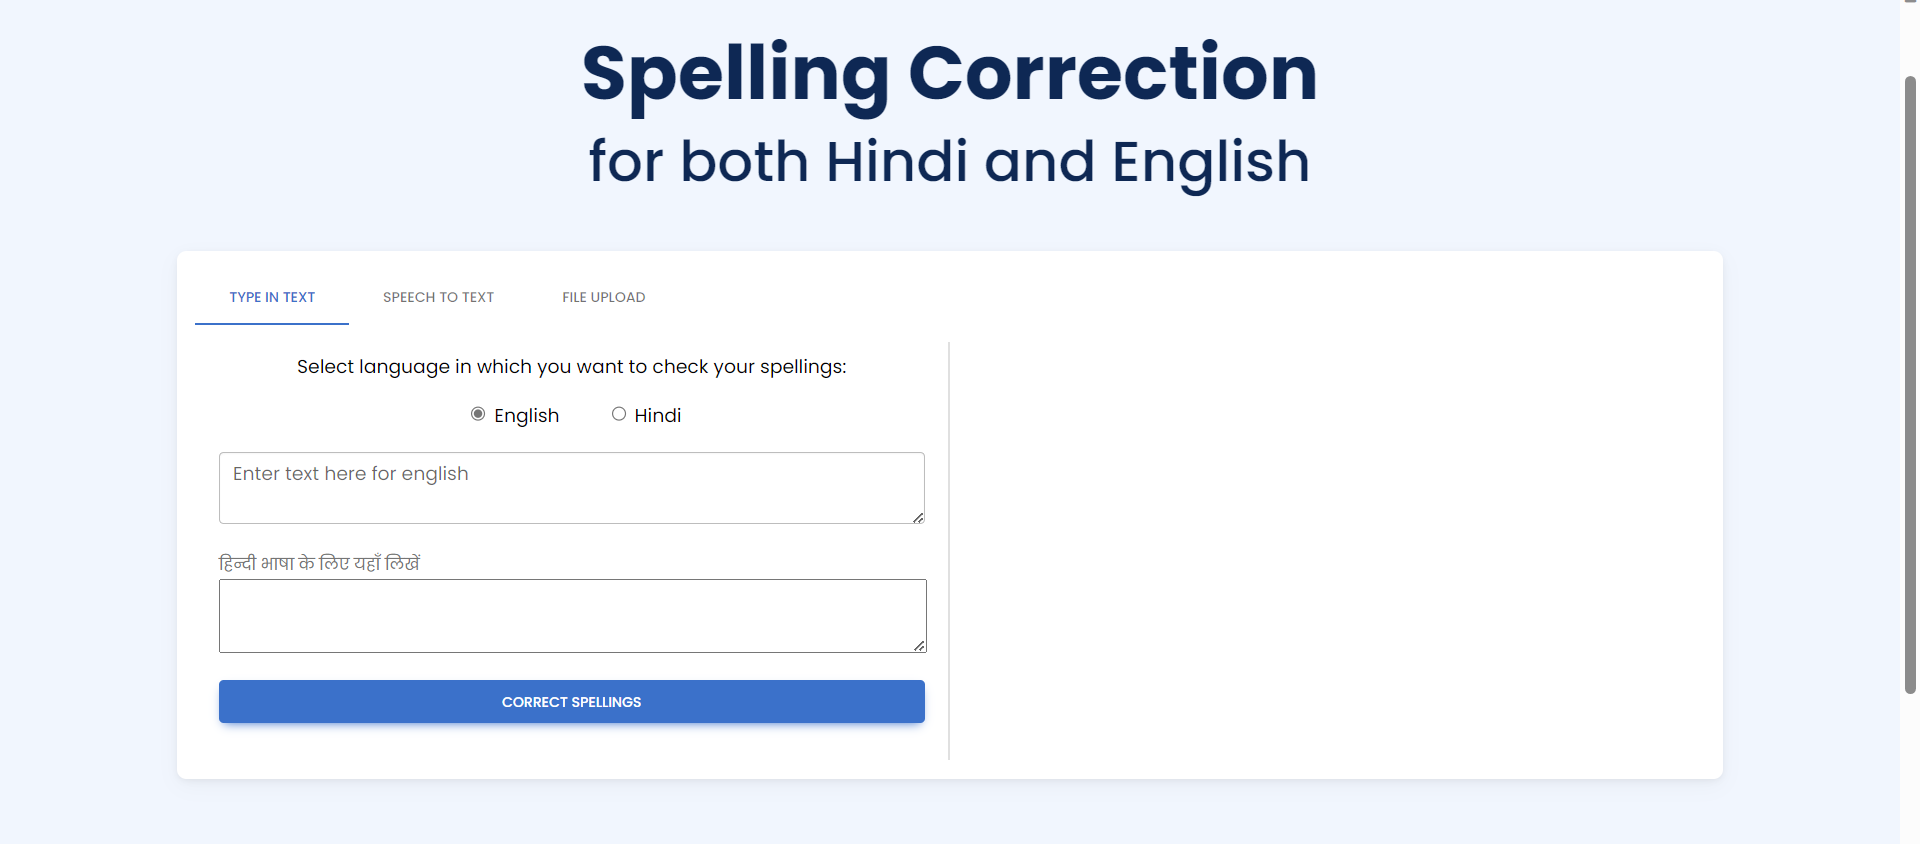 Spelling Correction
for both Hindi and English
TYPE IN TEXT SPEECH TO TEXT FILE UPLOAD
Select language in which you want to check your spellings:
English Hindi
Enter text here for english
हिन्दी भाषा के लिए यहाँ लिखें
CORRECT SPELLINGS